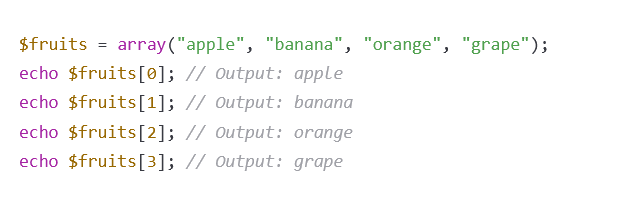 $fruits = array("apple", "banana", "orange", "grape");
echo $fruits[0]; // Output: apple
echo $fruits[1]; // Output: banana
echo $fruits[2]; // Output: orange
echo $fruits[3]; // Output: grape